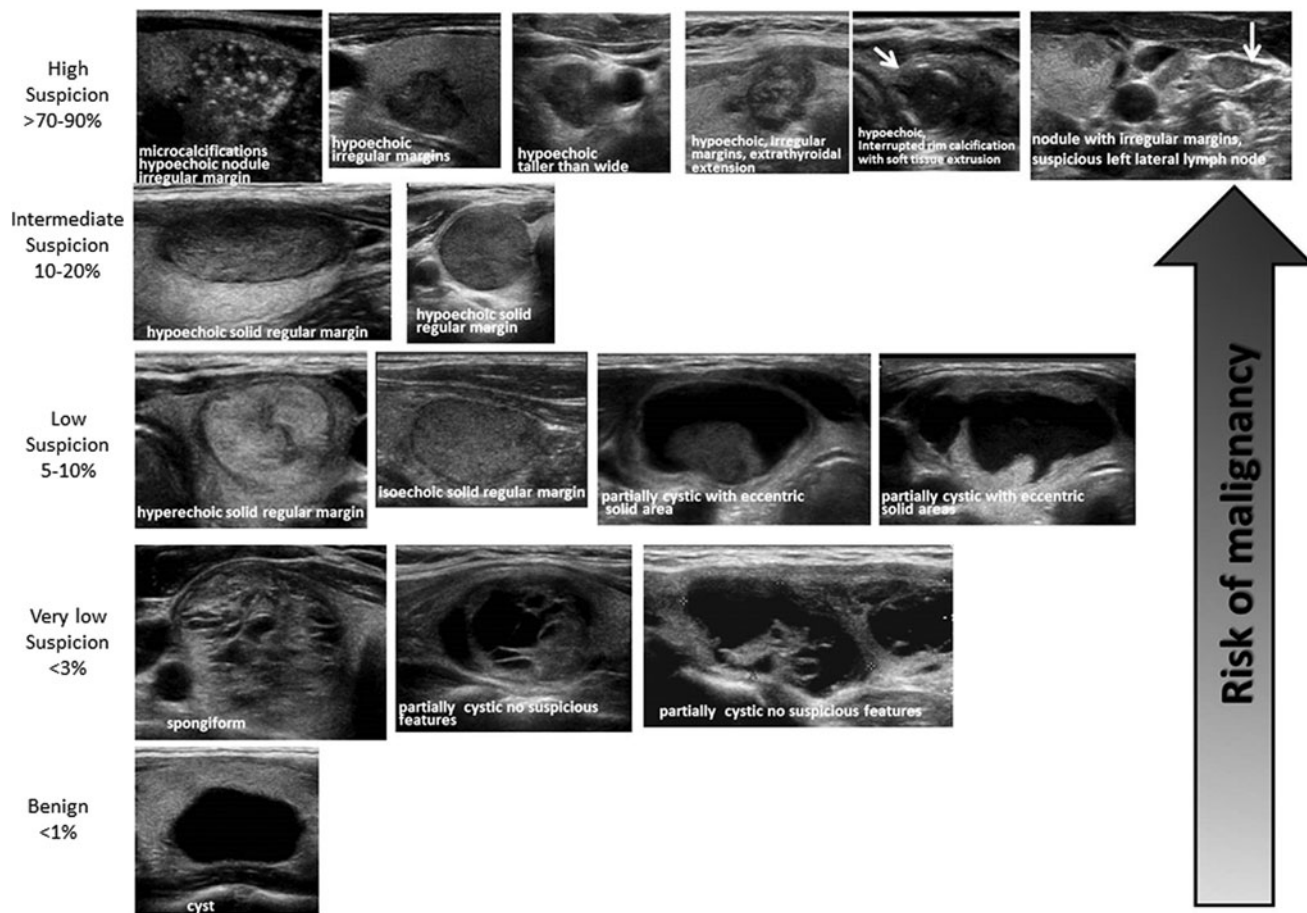 High
Suspicion
>70-90%
microcalcifications
hypoechoic nodule
irregular margin
hypoechoic
irregular margins
hypoechoic
taller than wide
hypoechoic, irregular
margins, extrathyroidal
extension
hypoechoic,
Interrupted rim calcification
with soft tissue extrusion
nodule with irregular margins,
suspicious left lateral lymph node
Intermediate
Suspicion
10-20%
hypoechoic solid regular margin
hypoechoic solid
regular margin
Low
Suspicion
5-10%
hyperechoic solid regular margin
isoechoic solid regular margin
partially cystic with eccentric
solid area
partially cystic with eccentric
solid areas
Very low
Suspicion
<3%
spongiform
partially cystic no suspicious
features
partially cystic no suspicious features
Benign
<1%
cyst
Risk of malignancy